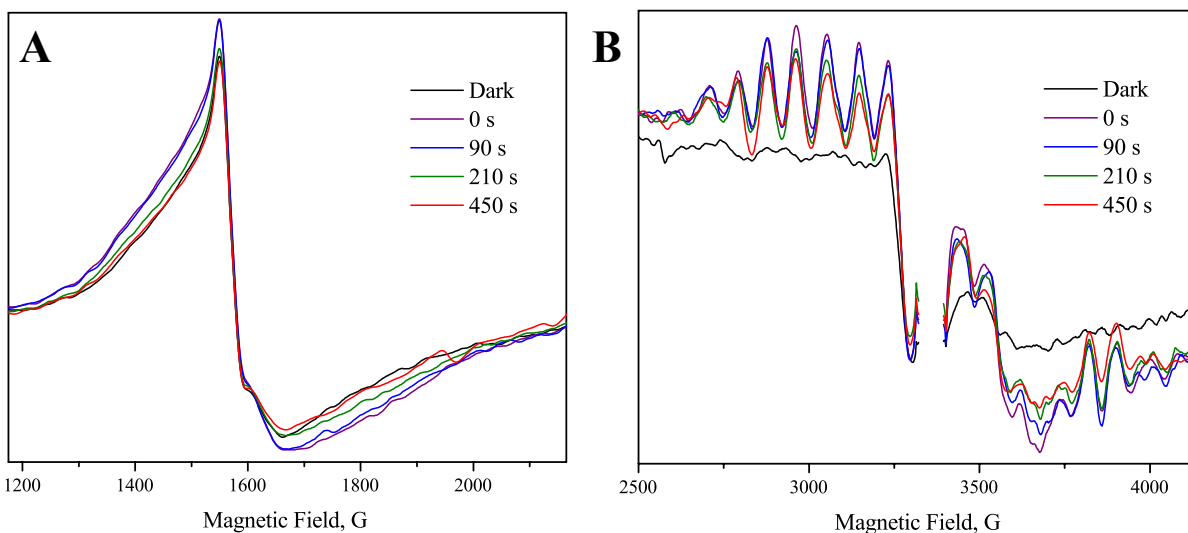 A
Dark
0 s
90 s
210 s
450 s
1200 1400 1600 1800 2000
Magnetic Field, G
B
Dark
0 s
90 s
210 s
450 s
2500 3000 3500 4000
Magnetic Field, G